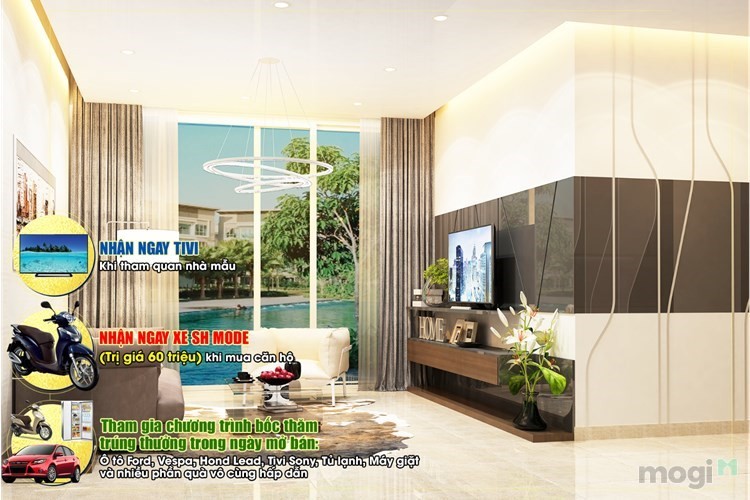 NHẬN NGAY TIVI
Khi tham quan nhà mẫu
HOME
NHẬN NGAY XE SH MODE
(Trị giá 60 triệu) khi mua căn hộ
Tham gia chương trình bốc thăm
trúng thưởng trong ngày mở bán:
Ô tô Ford, Vespa, Hond Lead, Tivi Sony, Tủ lạnh, Máy giặt
và nhiều phần quà vô cùng hấp dẫn
mogi M